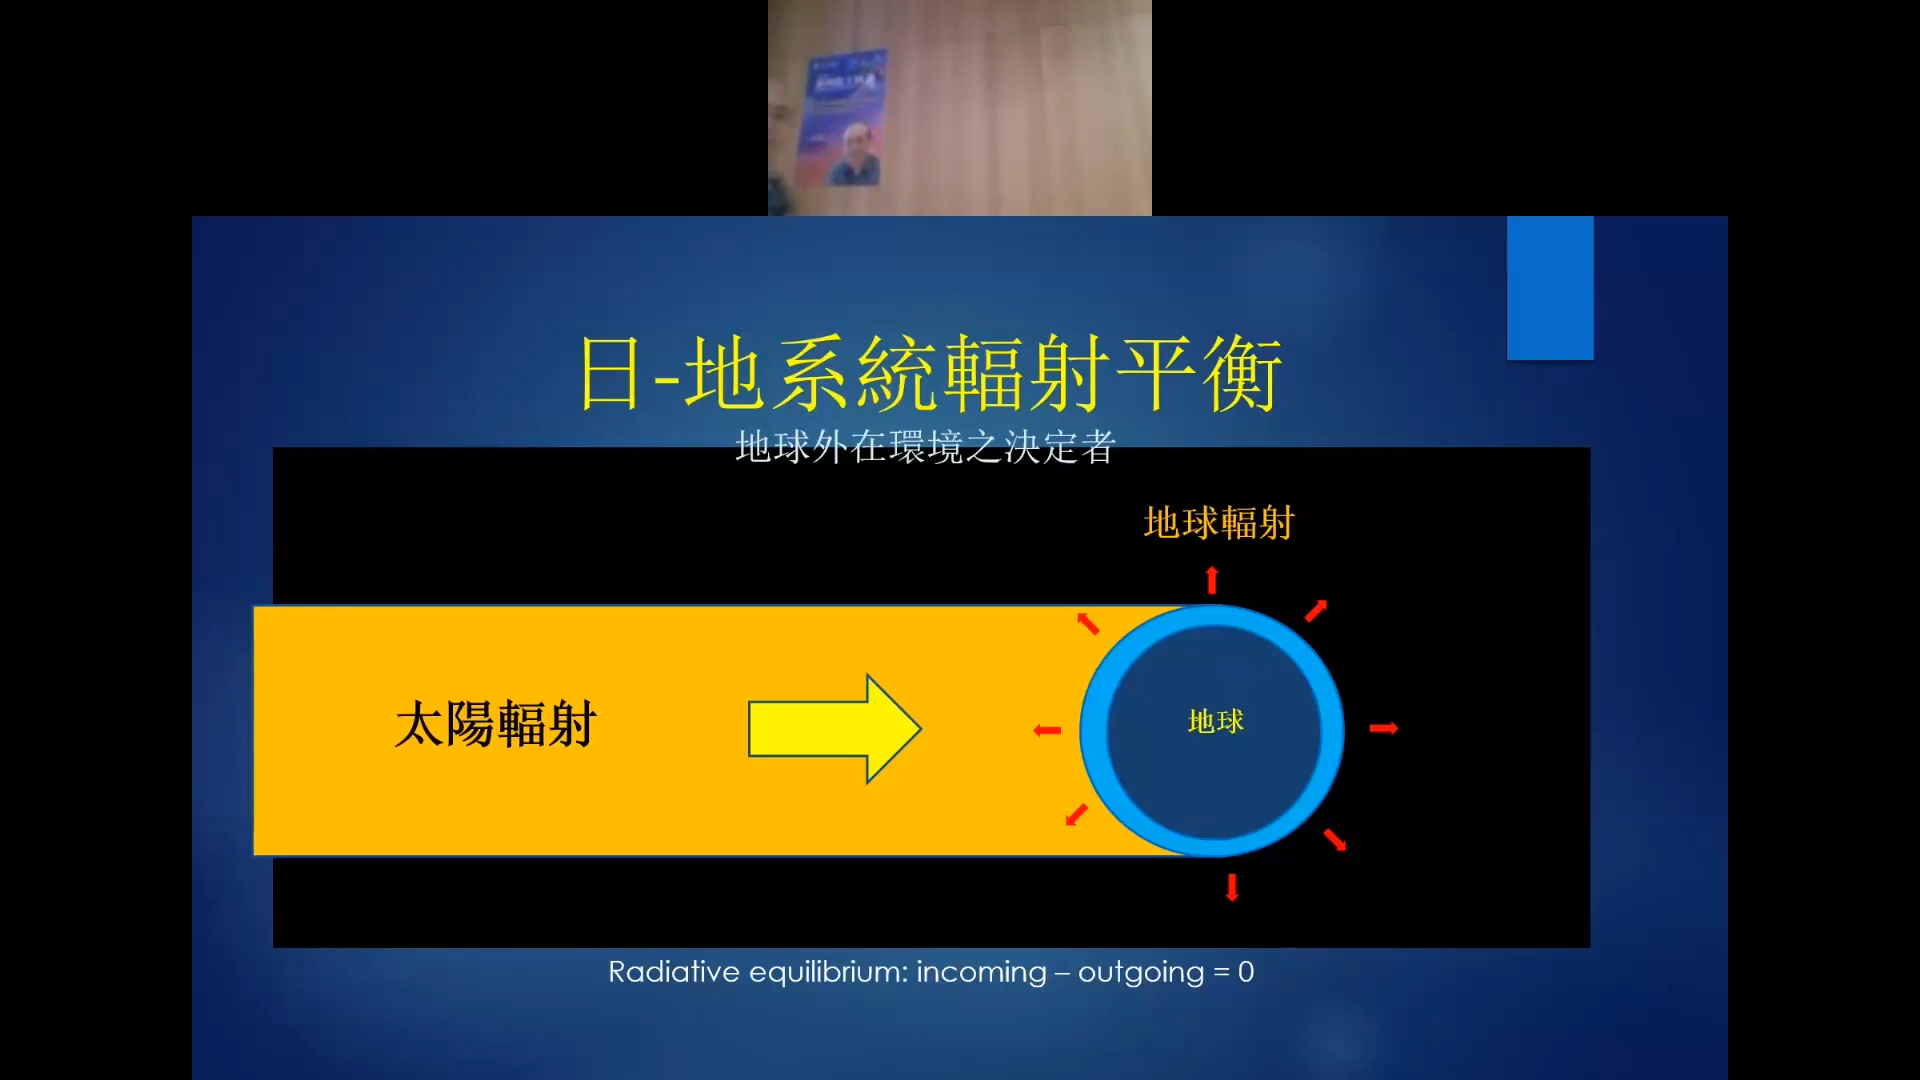 日-地系統輻射平衡
地球外在環境之決定者
地球輻射
太陽輻射
地球
Radiative equilibrium: incoming – outgoing = 0